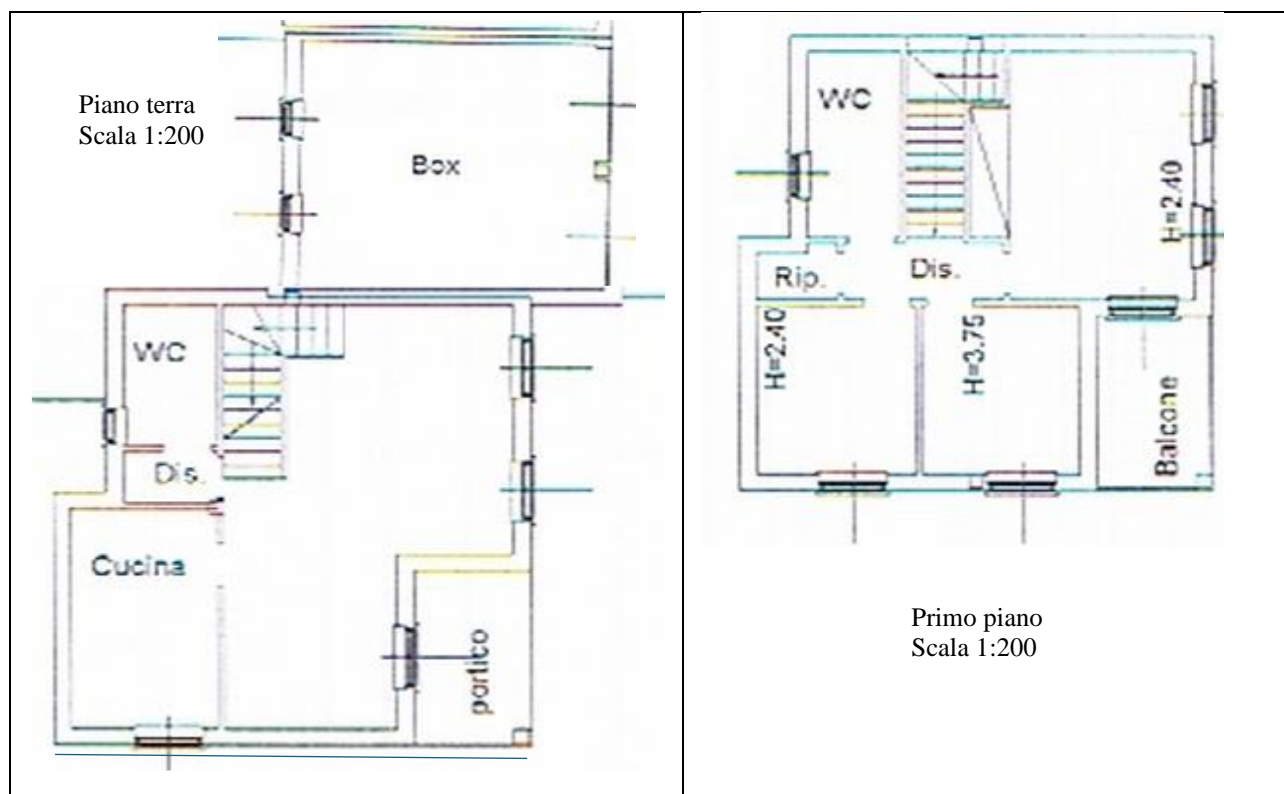 Piano terra
Scala 1:200
Box
WC
Dis.
Cucina
portico
WC
H=2.40
Rip.
Dis.
H=2.40
H=3.75
Balcone
Primo piano
Scala 1:200